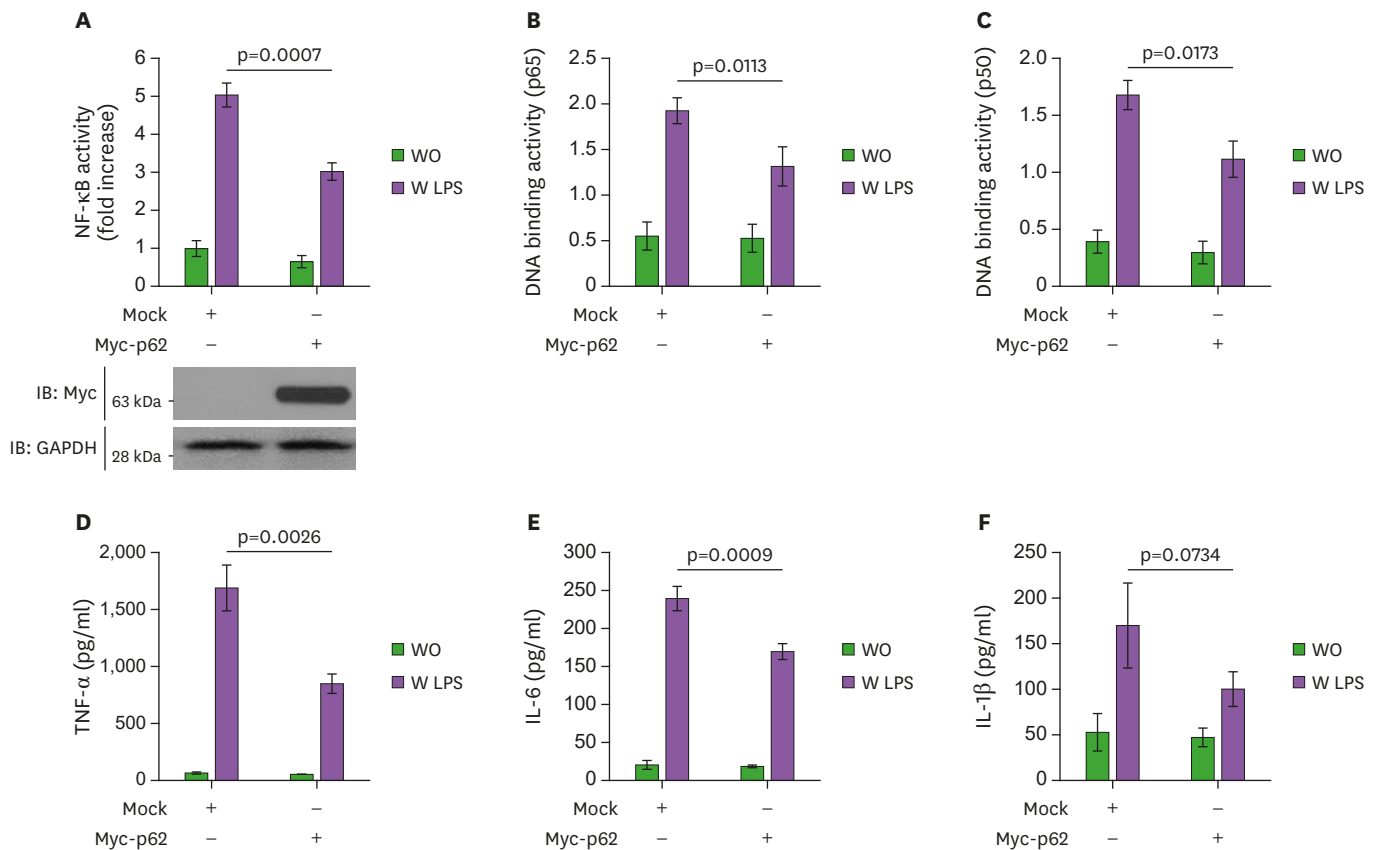 A
NF-κB activity
(fold increase)
6
5
4
3
2
1
0
p=0.0007
WO
W LPS
Mock + −
Myc-p62 − +
IB: Myc
63 kDa
IB: GAPDH
28 kDa
B
DNA binding activity (p65)
2.5
2.0
1.5
1.0
0.5
0
p=0.0113
WO
W LPS
Mock + −
Myc-p62 − +
C
DNA binding activity (p50)
2.0
1.5
1.0
0.5
0
p=0.0173
WO
W LPS
Mock + −
Myc-p62 − +
D
TNF-α (pg/ml)
2,000
1,500
1,000
500
0
p=0.0026
WO
W LPS
Mock + −
Myc-p62 − +
E
IL-6 (pg/ml)
300
250
200
150
100
50
0
p=0.0009
WO
W LPS
Mock + −
Myc-p62 − +
F
IL-1β (pg/ml)
250
200
150
100
50
0
p=0.0734
WO
W LPS
Mock + −
Myc-p62 − +